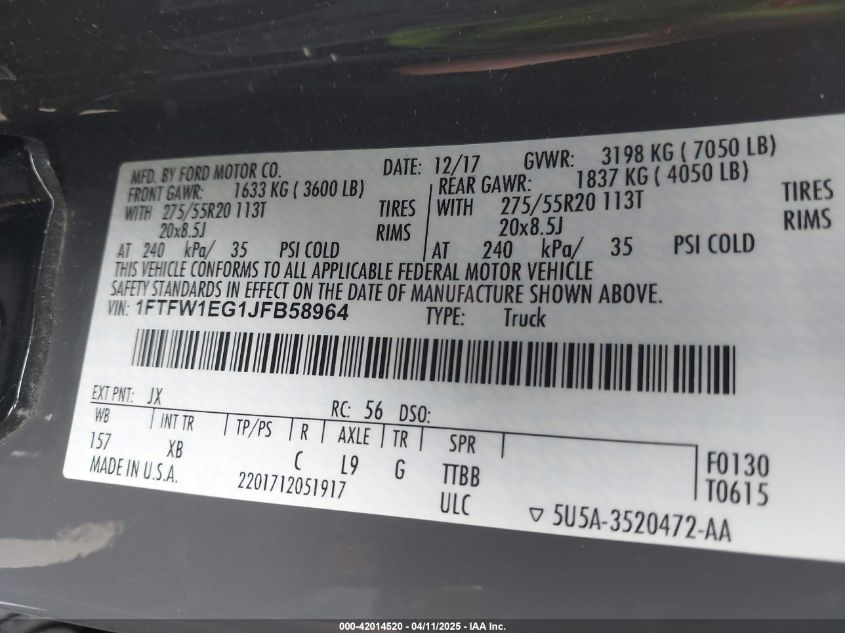 MFD. BY FORD MOTOR CO. DATE: 12/17 GVWR: 3198 KG ( 7050 LB)
FRONT GAWR: 1633 KG ( 3600 LB) REAR GAWR: 1837 KG ( 4050 LB)
WITH 275/55R20 113T TIRES WITH 275/55R20 113T TIRES
20x8.5J RIMS 20x8.5J RIMS
AT 240 kPa/ 35 PSI COLD AT 240 kPa/ 35 PSI COLD
THIS VEHICLE CONFORMS TO ALL APPLICABLE FEDERAL MOTOR VEHICLE
SAFETY STANDARDS IN EFFECT ON THE DATE OF MANUFACTURE SHOWN ABOVE.
VIN: 1FTFW1EG1JFB58964 TYPE: Truck
EXT PNT: JX RC: 56 DSO:
WB INT TR TP/PS R AXLE TR SPR
157 XB C L9 G TTBB F0130
MADE IN U.S.A. 2201712051917 ULC T0615
5U5A-3520472-AA
000-42014520 - 04/11/2025 - IAA Inc.